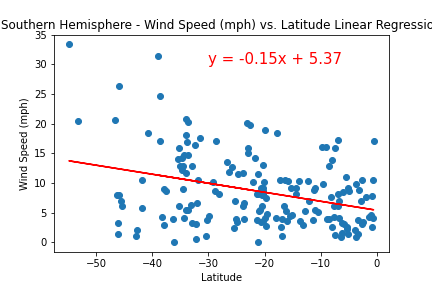 Southern Hemisphere - Wind Speed (mph) vs. Latitude Linear Regressio
y = -0.15x + 5.37
35
30
25
20
15
10
5
0
Wind Speed (mph)
−50 −40 −30 −20 −10 0
Latitude